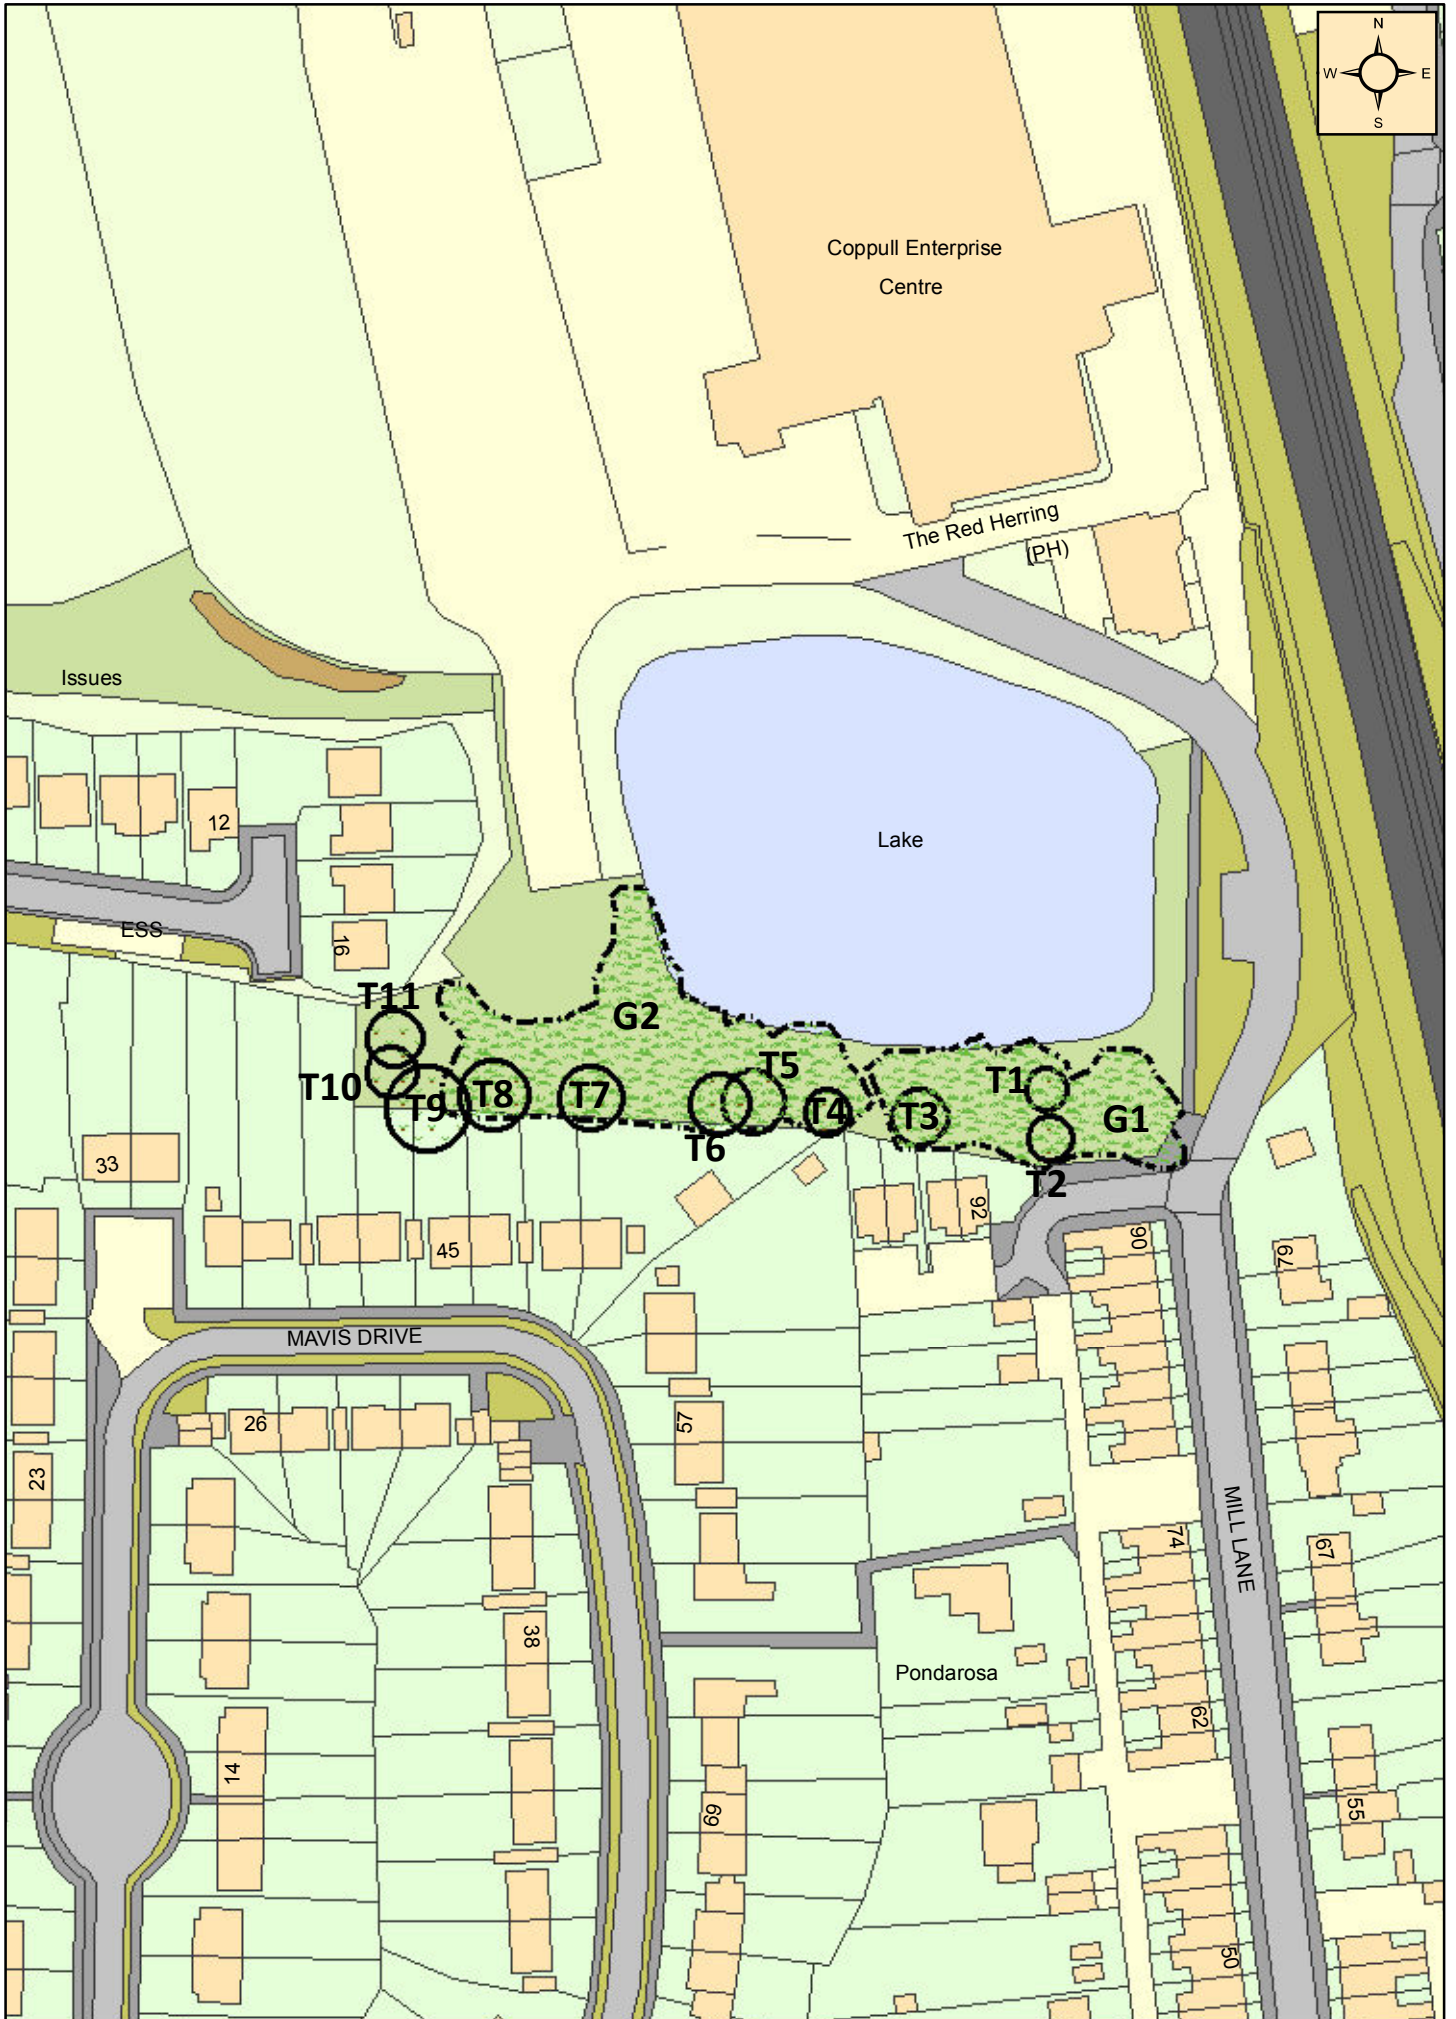 N
W E
S
Coppull Enterprise
Centre
The Red Herring
(PH)
Issues
Lake
12
ESS
16
T11
G2
T10
T9
T8
T7
T6
T5
T4
T3
T1
G1
T2
33
45
92
90
79
MAVIS DRIVE
26
57
23
MILL LANE
74
67
38
Pondarosa
62
14
69
55
50